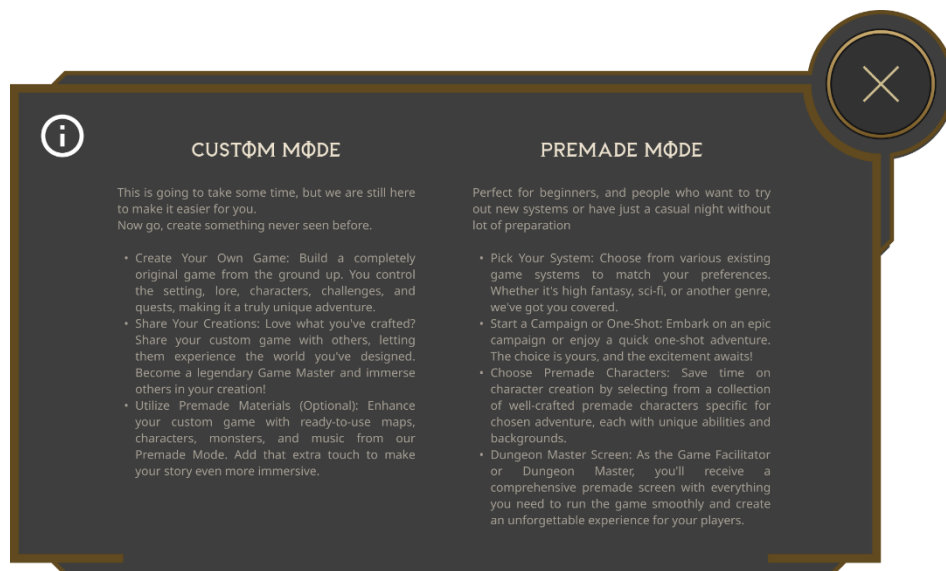 CUSTOM MODE
This is going to take some time, but we are still here
to make it easier for you.
Now go, create something never seen before.
• Create Your Own Game: Build a completely
original game from the ground up. You control
the setting, lore, characters, challenges, and
quests, making it a truly unique adventure.
• Share Your Creations: Love what you've crafted?
Share your custom game with others, letting
them experience the world you've designed.
Become a legendary Game Master and immerse
others in your creation!
• Utilize Premade Materials (Optional): Enhance
your custom game with ready-to-use maps,
characters, monsters, and music from our
Premade Mode. Add that extra touch to make
your story even more immersive.
PREMADE MODE
Perfect for beginners, and people who want to try
out new systems or have just a casual night without
lot of preparation
• Pick Your System: Choose from various existing
game systems to match your preferences.
Whether it's high fantasy, sci-fi, or another genre,
we've got you covered.
• Start a Campaign or One-Shot: Embark on an epic
campaign or enjoy a quick one-shot adventure.
The choice is yours, and the excitement awaits!
• Choose Premade Characters: Save time on
character creation by selecting from a collection
of well-crafted premade characters specific for
chosen adventure, each with unique abilities and
backgrounds.
• Dungeon Master Screen: As the Game Facilitator
or Dungeon Master, you'll receive a
comprehensive premade screen with everything
you need to run the game smoothly and create
an unforgettable experience for your players.